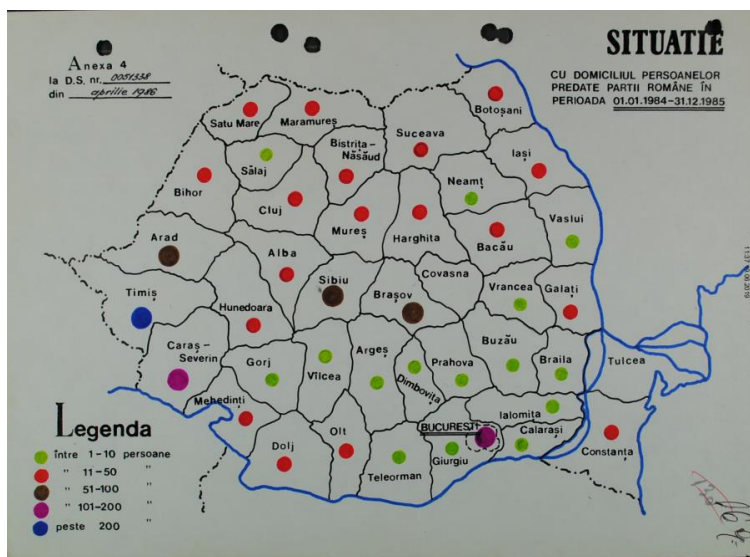 Anexa 4
la D.S. nr. 0051338
din aprilie 1986
SITUATIE
CU DOMICILIUL PERSOANELOR
PREDATE PARTII ROMÂNE ÎN
PERIOADA 01.01.1984-31.12.1985
Satu Mare
Maramureș
Suceava
Botoșani
Bistrița-
Năsăud
Iași
Sălaj
Neamț
Bihor
Cluj
Mureș
Harghita
Bacău
Vaslui
Arad
Alba
Sibiu
Brașov
Covasna
Vrancea
Galați
Timiș
Hunedoara
Caraș-
Severin
Gorj
Vîlcea
Argeș
Dimbovița
Prahova
Buzău
Braila
Tulcea
Mehedinți
Ialomița
BUCUREȘTI
Calarași
Dolj
Olt
Teleorman
Giurgiu
Constanța
Legenda
între 1-10 persoane
" 11-50 "
" 51-100 "
" 101-200 "
peste 200 "